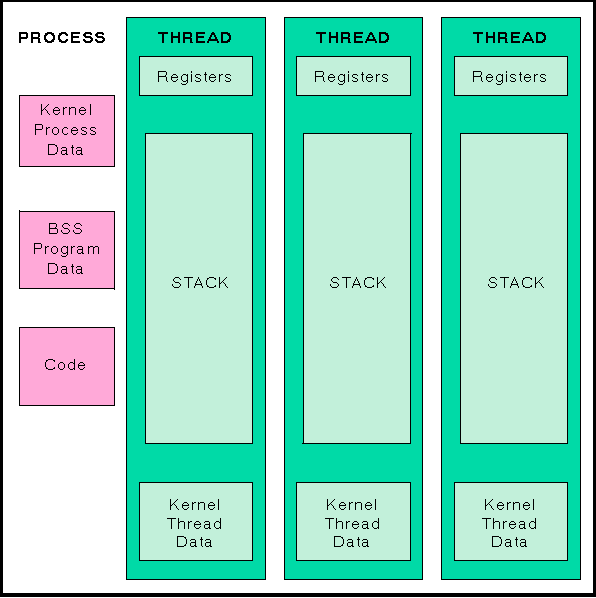 PROCESS
Kernel
Process
Data
BSS
Program
Data
Code
THREAD
Registers
STACK
Kernel
Thread
Data
THREAD
Registers
STACK
Kernel
Thread
Data
THREAD
Registers
STACK
Kernel
Thread
Data